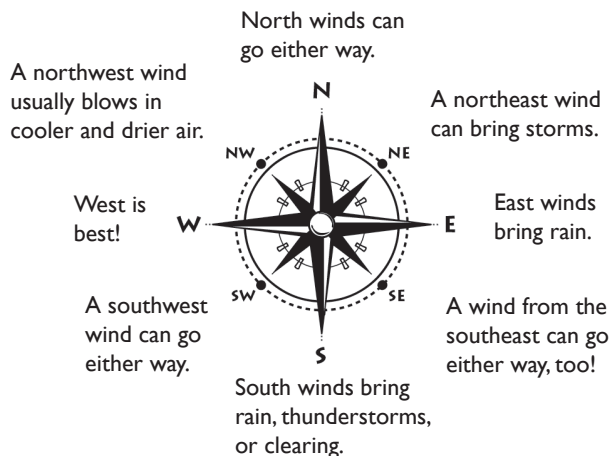 North winds can
go either way.
N
A northwest wind
usually blows in
cooler and drier air.
NW
NE
A northeast wind
can bring storms.
West is
best!
W
E
East winds
bring rain.
A southwest
wind can go
either way.
SW
SE
A wind from the
southeast can go
either way, too!
S
South winds bring
rain, thunderstorms,
or clearing.